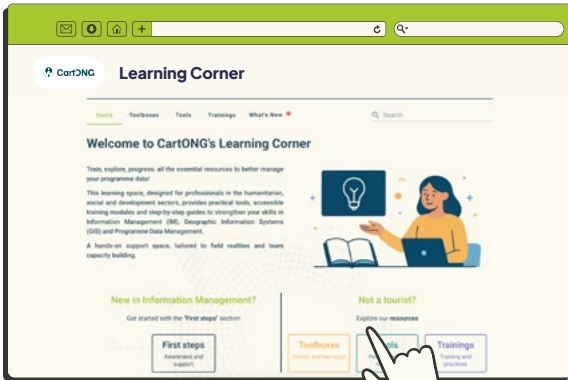 CartONG
Learning Corner
Home Toolboxes Tools Trainings What's New
Search
Welcome to CartONG's Learning Corner
Train, explore, progress: all the essential resources to better manage
your programme data!
This learning space, designed for professionals in the humanitarian,
social and development sectors, provides practical tools, accessible
training modules and step-by-step guides to strengthen your skills in
Information Management (IM), Geographic Information Systems
(GIS) and Programme Data Management.
A hands-on support space, tailored to field realities and team
capacity building.
New in Information Management?
Get started with the "First steps" section
First steps
Awareness and
support
Not a tourist?
Explore our resources
Toolboxes
Trainings
Training and
practices